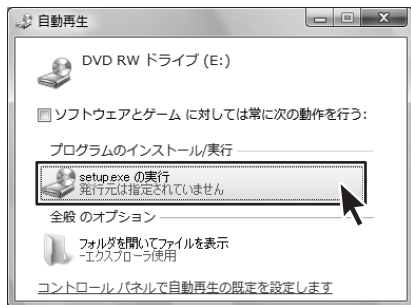 自動再生
DVD RW ドライブ (E:)
ソフトウェアとゲーム に対しては常に次の動作を行う:
プログラムのインストール/実行
setup.exe の実行
発行元は指定されていません
全般 のオプション
フォルダを開いてファイルを表示
-エクスプローラ使用
コントロール パネルで自動再生の既定を設定します